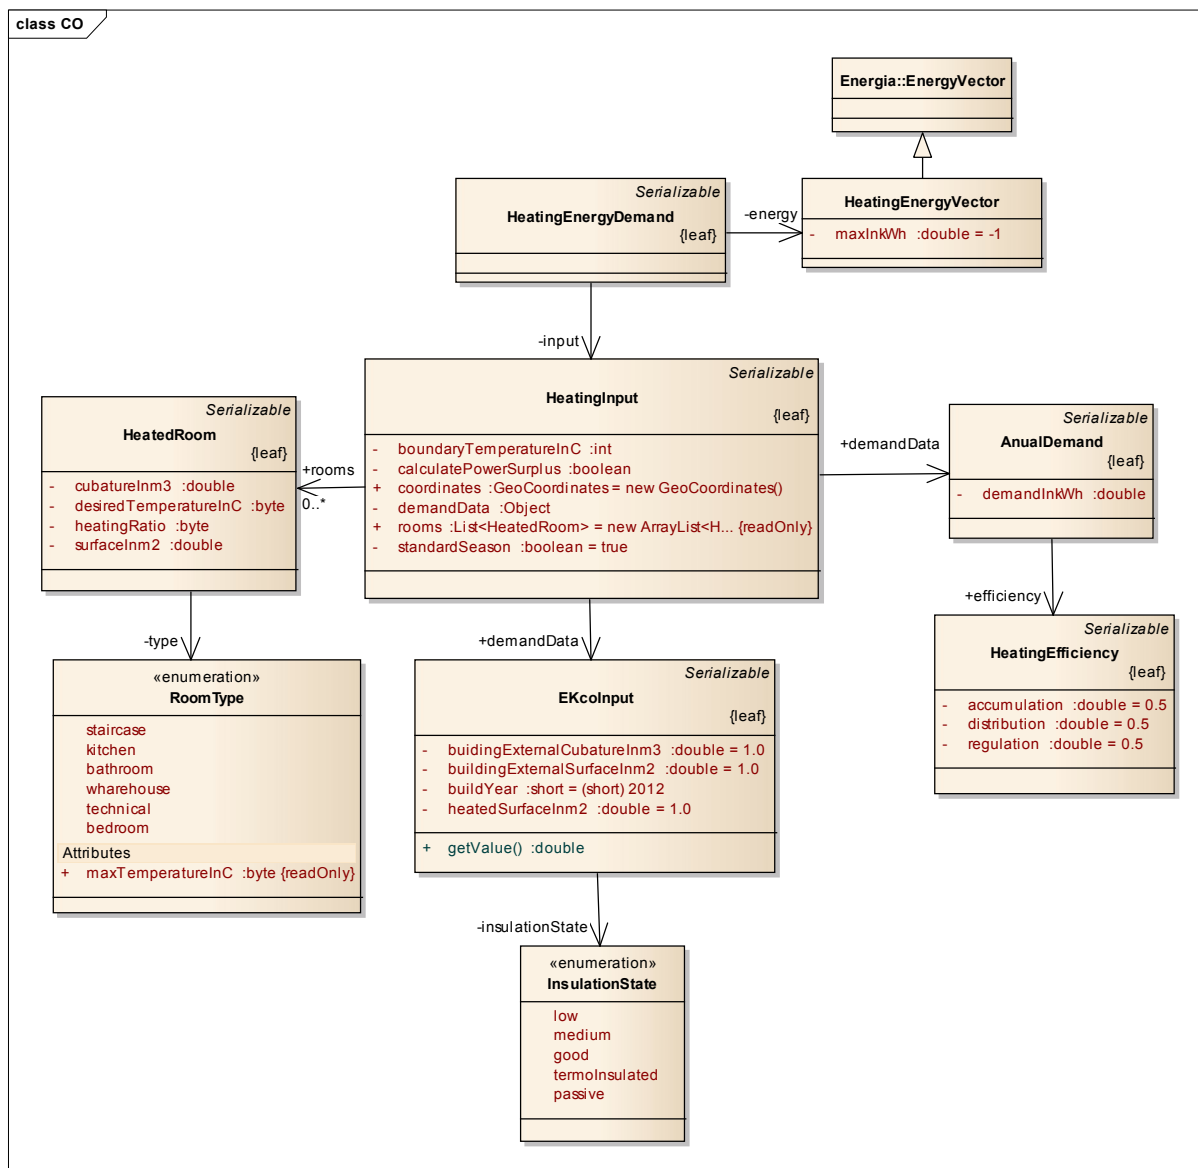 class CO
Energia::EnergyVector
Serializable
HeatingEnergyDemand
{leaf}
-energy
HeatingEnergyVector
- maxInkWh :double = -1
-input
Serializable
HeatingInput
{leaf}
- boundaryTemperatureInC :int
- calculatePowerSurplus :boolean
+ coordinates :GeoCoordinates = new GeoCoordinates()
- demandData :Object
+ rooms :List<HeatedRoom> = new ArrayList<H... {readOnly}
- standardSeason :boolean = true
Serializable
HeatedRoom
{leaf}
- cubatureInm3 :double
- desiredTemperatureInC :byte
- heatingRatio :byte
- surfaceInm2 :double
+rooms
0..*
+demandData
Serializable
AnualDemand
{leaf}
- demandInkWh :double
+efficiency
Serializable
HeatingEfficiency
{leaf}
- accumulation :double = 0.5
- distribution :double = 0.5
- regulation :double = 0.5
-type
«enumeration»
RoomType
staircase
kitchen
bathroom
wharehouse
technical
bedroom
Attributes
+ maxTemperatureInC :byte {readOnly}
+demandData
Serializable
EKcoInput
{leaf}
- buidingExternalCubatureInm3 :double = 1.0
- buildingExternalSurfaceInm2 :double = 1.0
- buildYear :short = (short) 2012
- heatedSurfaceInm2 :double = 1.0
+ getValue() :double
-insulationState
«enumeration»
InsulationState
low
medium
good
termoInsulated
passive